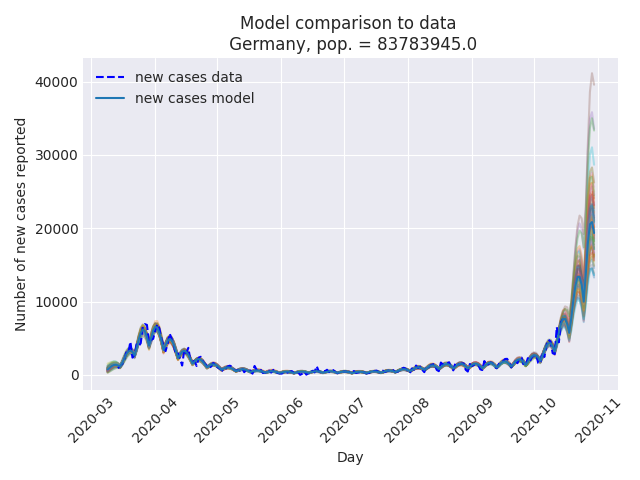 Model comparison to data
Germany, pop. = 83783945.0
new cases data
new cases model
Number of new cases reported
40000
30000
20000
10000
0
2020-03
2020-04
2020-05
2020-06
2020-07
2020-08
2020-09
2020-10
2020-11
Day